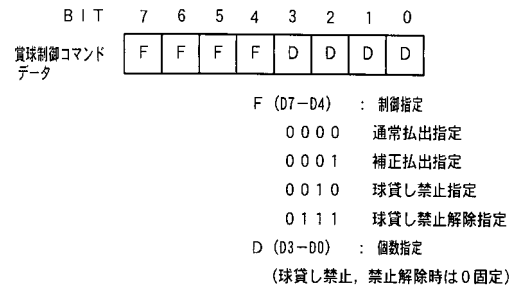 BIT 7 6 5 4 3 2 1 0
賞球制御コマンド
データ
F F F F D D D D
F (D7−D4) : 制御指定
0000 通常払出指定
0001 補正払出指定
0010 球貸し禁止指定
0111 球貸し禁止解除指定
D (D3−D0) : 個数指定
(球貸し禁止,禁止解除時は0固定)